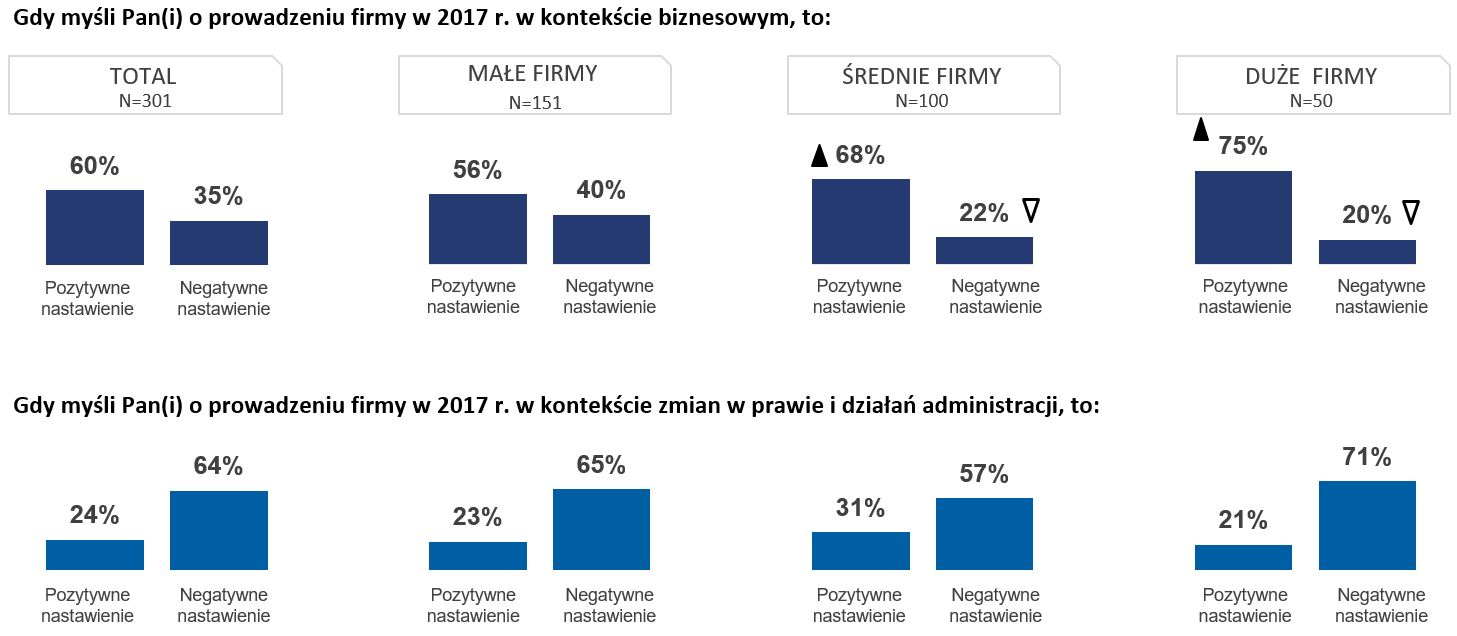 Gdy myśli Pan(i) o prowadzeniu firmy w 2017 r. w kontekście biznesowym, to:
TOTAL
N=301
MAŁE FIRMY
N=151
ŚREDNIE FIRMY
N=100
DUŻE FIRMY
N=50
60%
35%
56%
40%
68%
22%
75%
20%
Pozytywne
nastawienie
Negatywne
nastawienie
Pozytywne
nastawienie
Negatywne
nastawienie
Pozytywne
nastawienie
Negatywne
nastawienie
Pozytywne
nastawienie
Negatywne
nastawienie
Gdy myśli Pan(i) o prowadzeniu firmy w 2017 r. w kontekście zmian w prawie i działań administracji, to:
24%
64%
23%
65%
31%
57%
21%
71%
Pozytywne
nastawienie
Negatywne
nastawienie
Pozytywne
nastawienie
Negatywne
nastawienie
Pozytywne
nastawienie
Negatywne
nastawienie
Pozytywne
nastawienie
Negatywne
nastawienie